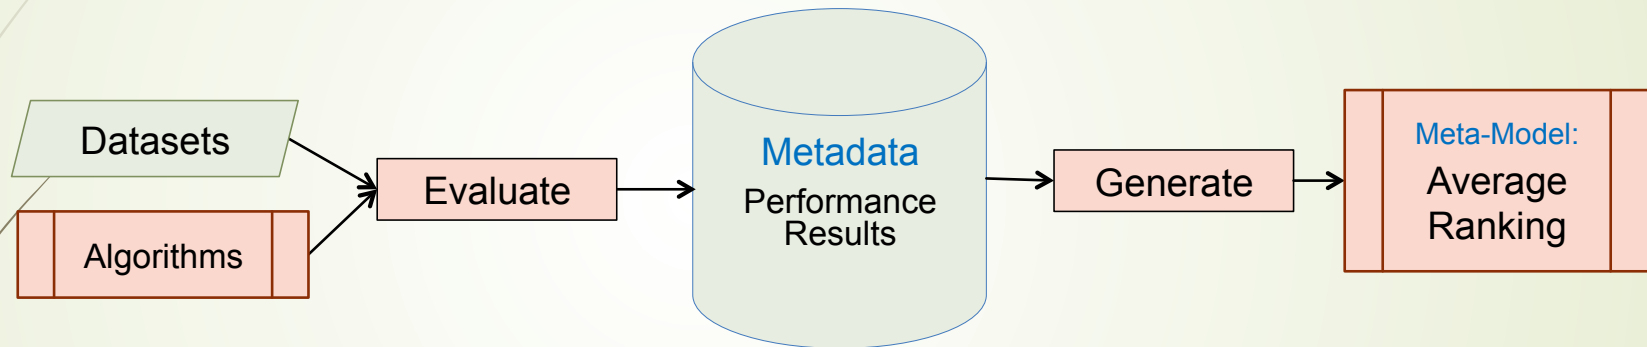 Datasets
Algorithms
Evaluate
Metadata
Performance
Results
Generate
Meta-Model:
Average
Ranking